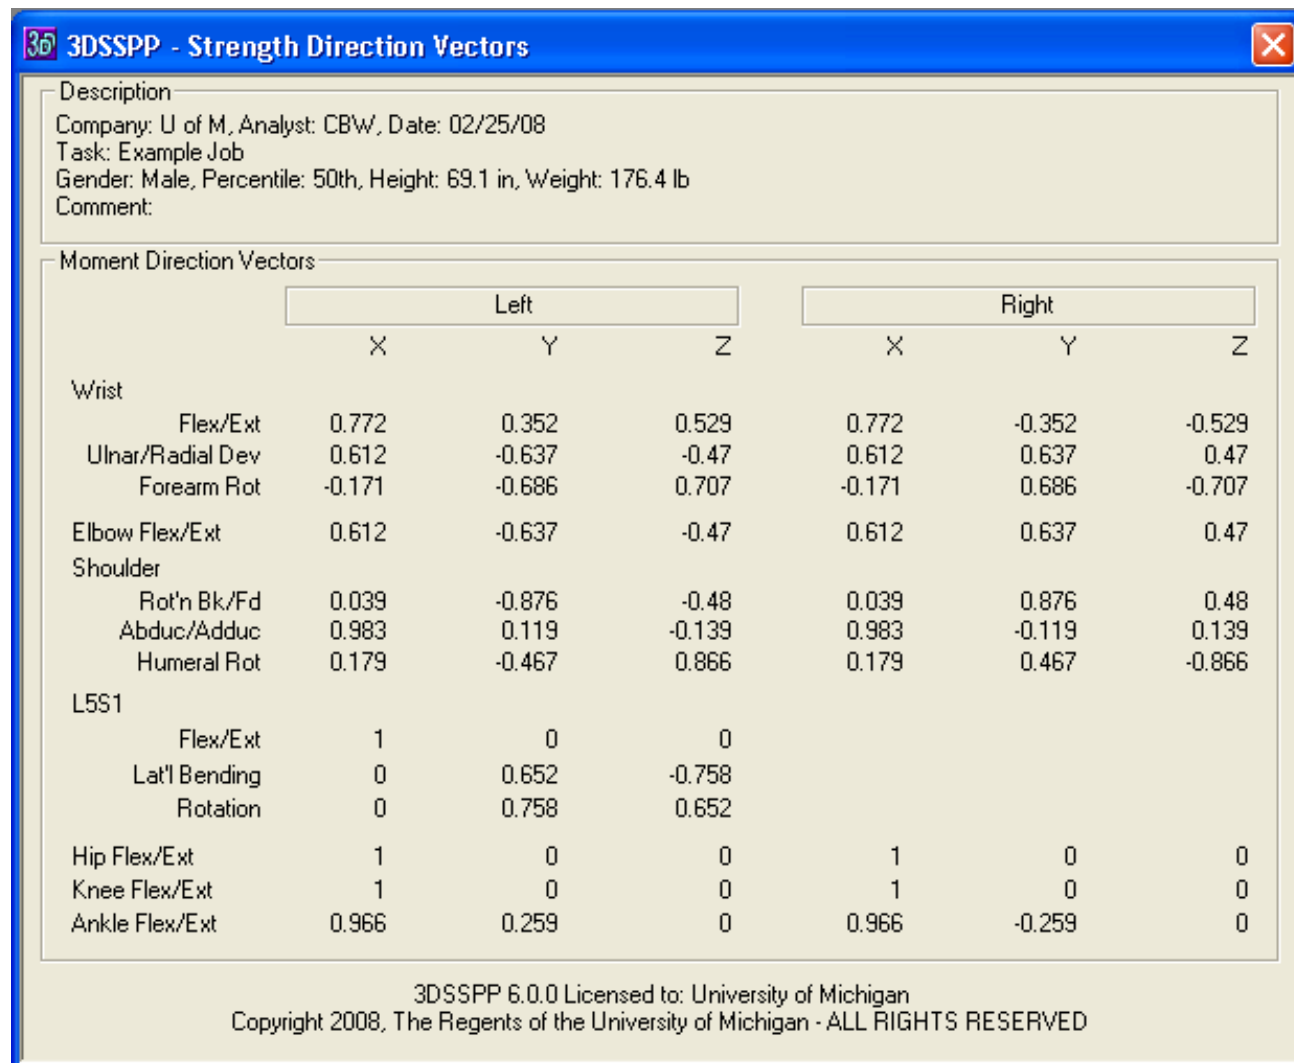 3D 3DSSPP - Strength Direction Vectors
Description
Company: U of M, Analyst: CBW, Date: 02/25/08
Task: Example Job
Gender: Male, Percentile: 50th, Height: 69.1 in, Weight: 176.4 lb
Comment:
Moment Direction Vectors
Left Right
X Y Z X Y Z
Wrist
Flex/Ext 0.772 0.352 0.529 0.772 -0.352 -0.529
Ulnar/Radial Dev 0.612 -0.637 -0.47 0.612 0.637 0.47
Forearm Rot -0.171 -0.686 0.707 -0.171 0.686 -0.707
Elbow Flex/Ext 0.612 -0.637 -0.47 0.612 0.637 0.47
Shoulder
Rot'n Bk/Fd 0.039 -0.876 -0.48 0.039 0.876 0.48
Abduc/Adduc 0.983 0.119 -0.139 0.983 -0.119 0.139
Humeral Rot 0.179 -0.467 0.866 0.179 0.467 -0.866
L5S1
Flex/Ext 1 0 0
Lat'l Bending 0 0.652 -0.758
Rotation 0 0.758 0.652
Hip Flex/Ext 1 0 0 1 0 0
Knee Flex/Ext 1 0 0 1 0 0
Ankle Flex/Ext 0.966 0.259 0 0.966 -0.259 0
3DSSPP 6.0.0 Licensed to: University of Michigan
Copyright 2008, The Regents of the University of Michigan - ALL RIGHTS RESERVED